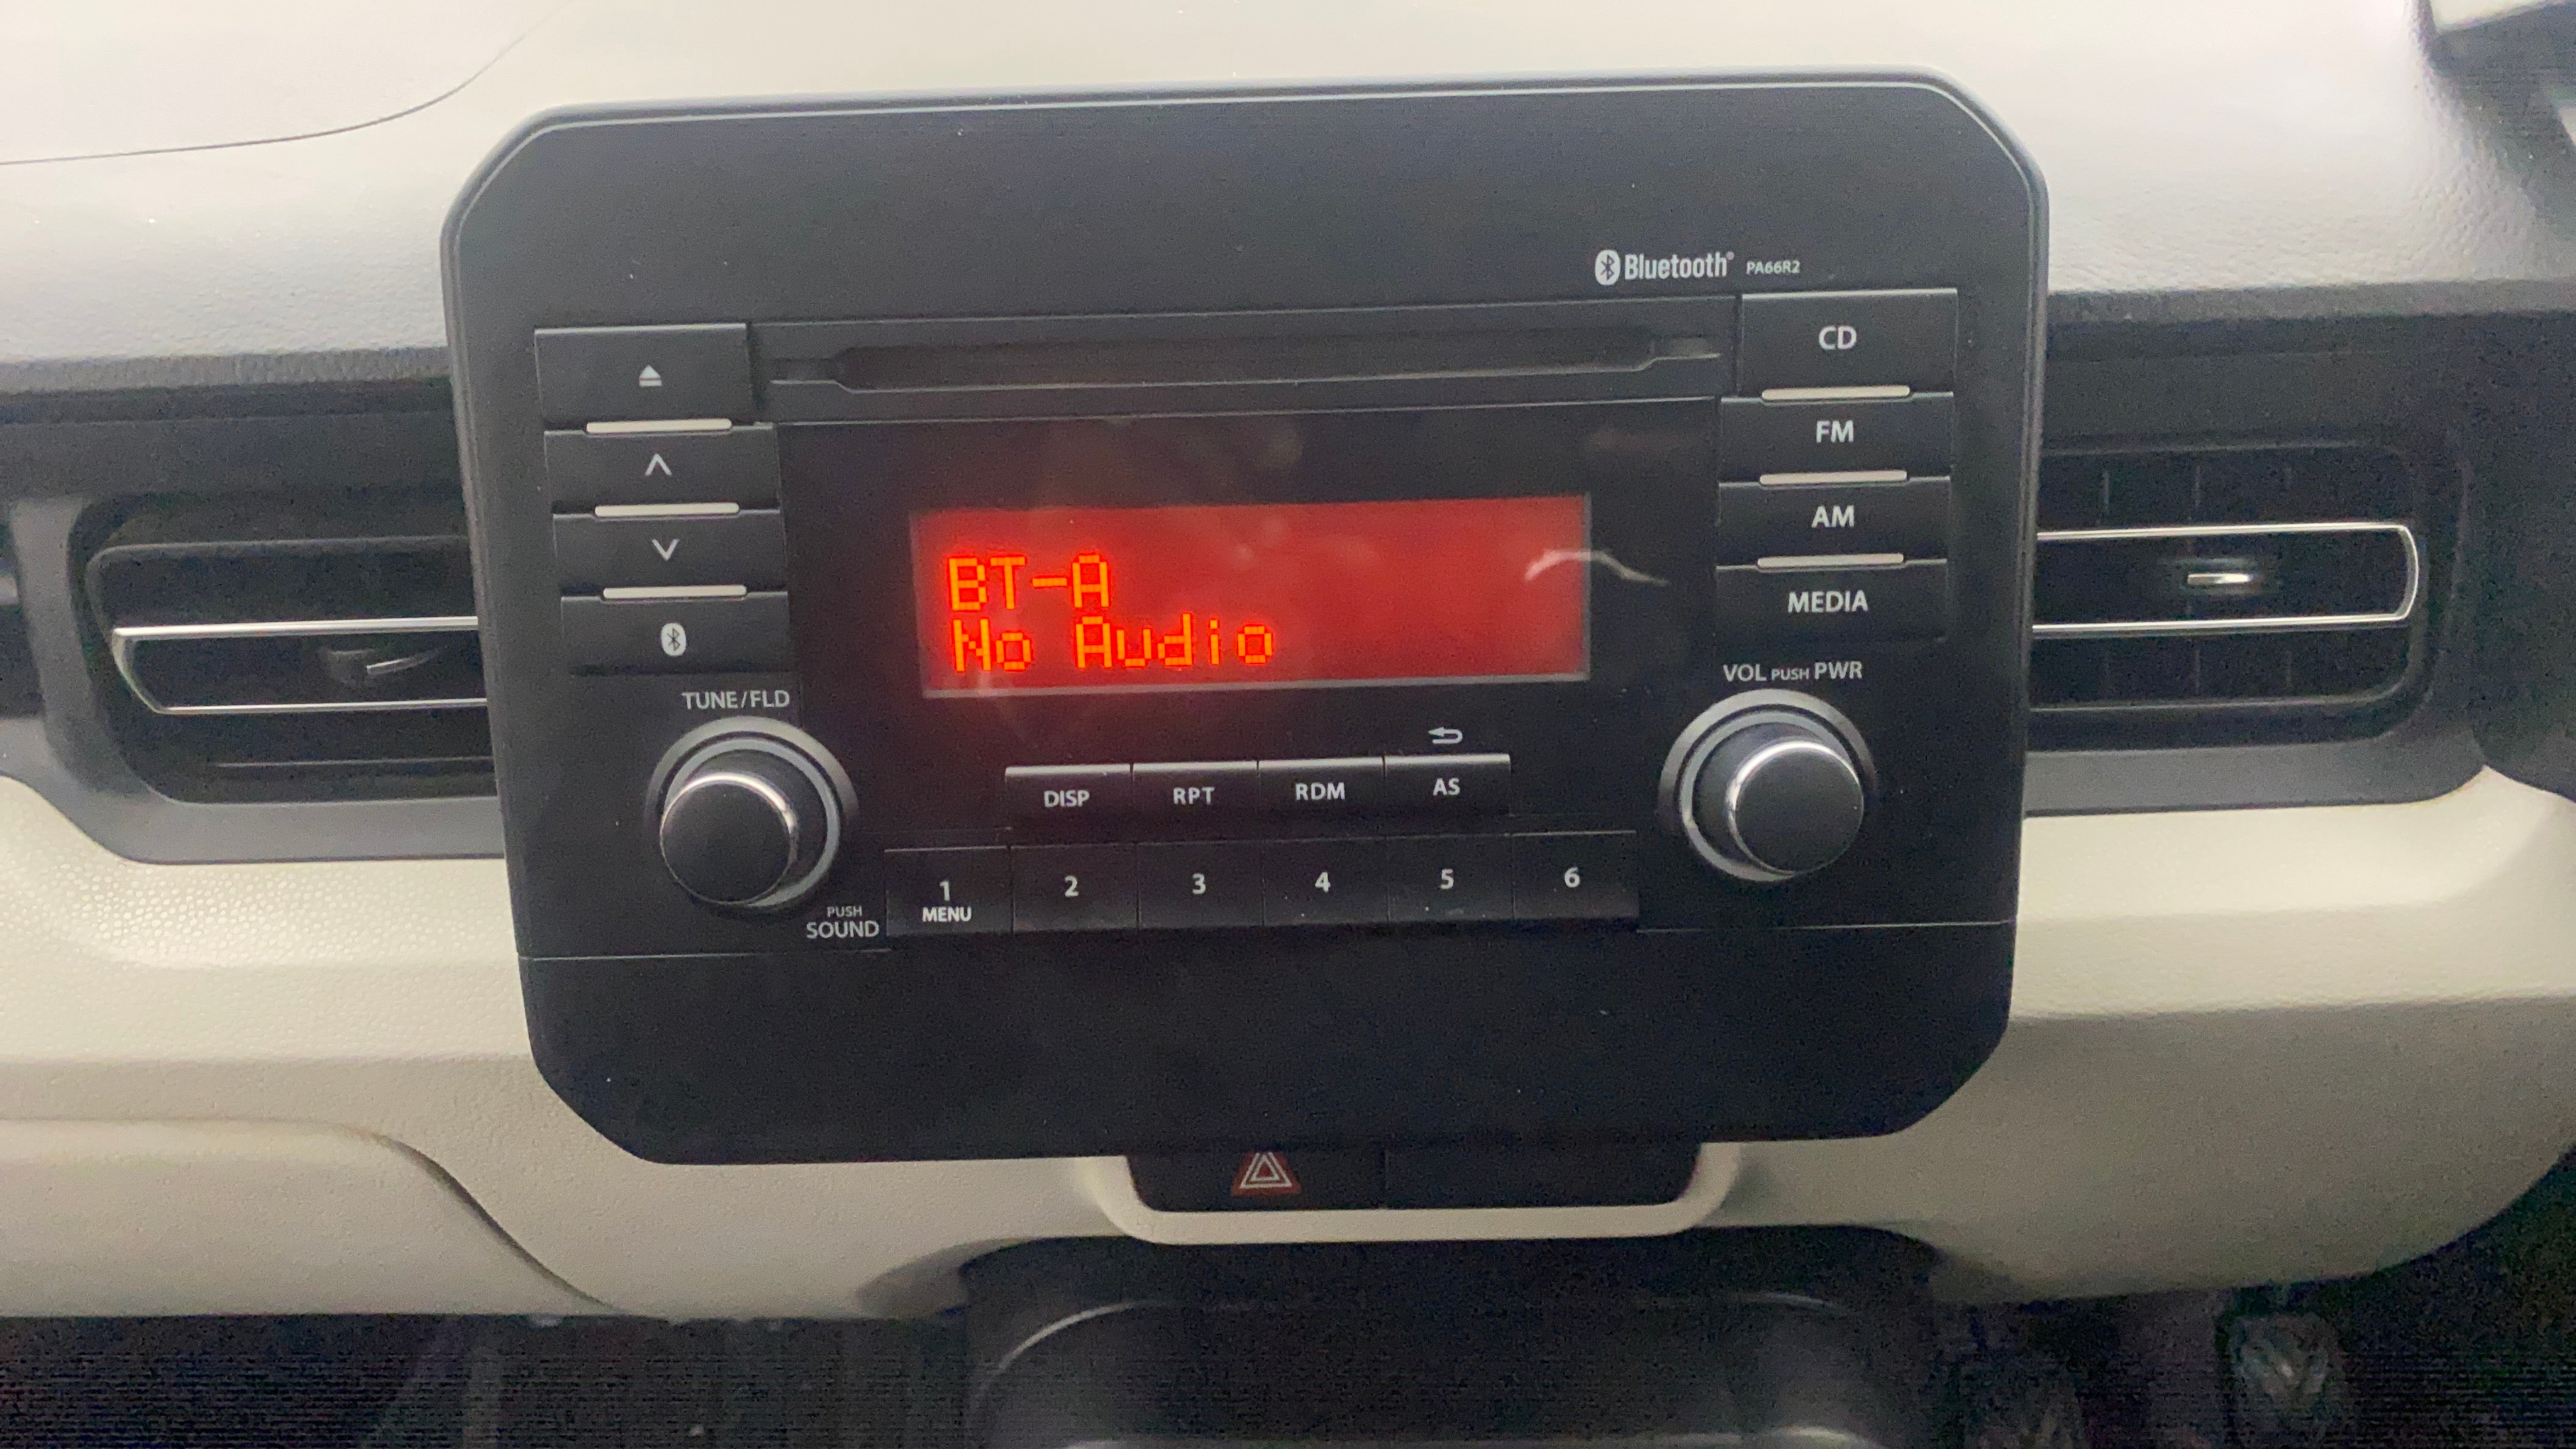 Bluetooth® PA66R2
CD
FM
AM
MEDIA
BT-A
No Audio
TUNE/FLD
VOL PUSH PWR
DISP RPT RDM AS
1 2 3 4 5 6
MENU
PUSH
SOUND